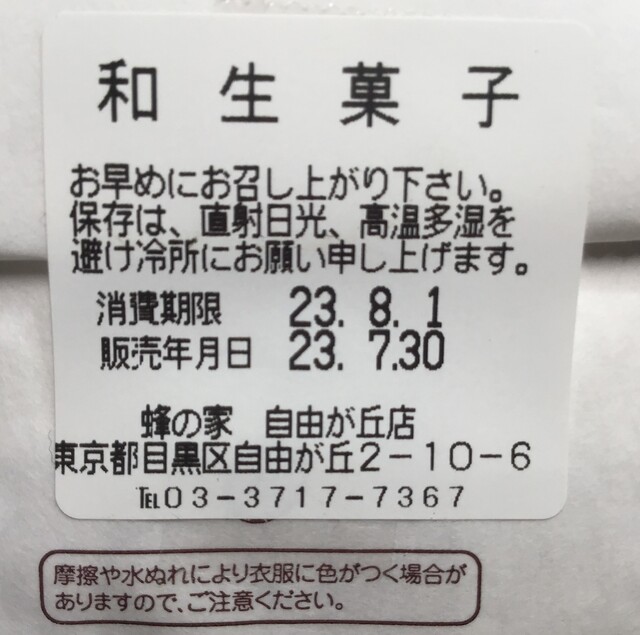 和生菓子
お早めにお召し上がり下さい。
保存は、直射日光、高温多湿を
避け冷所にお願い申し上げます。
消費期限 23. 8. 1
販売年月日 23. 7.30
蜂の家 自由が丘店
東京都目黒区自由が丘2-10-6
℡03-3717-7367
摩擦や水ぬれにより衣服に色がつく場合が
ありますので、ご注意ください。